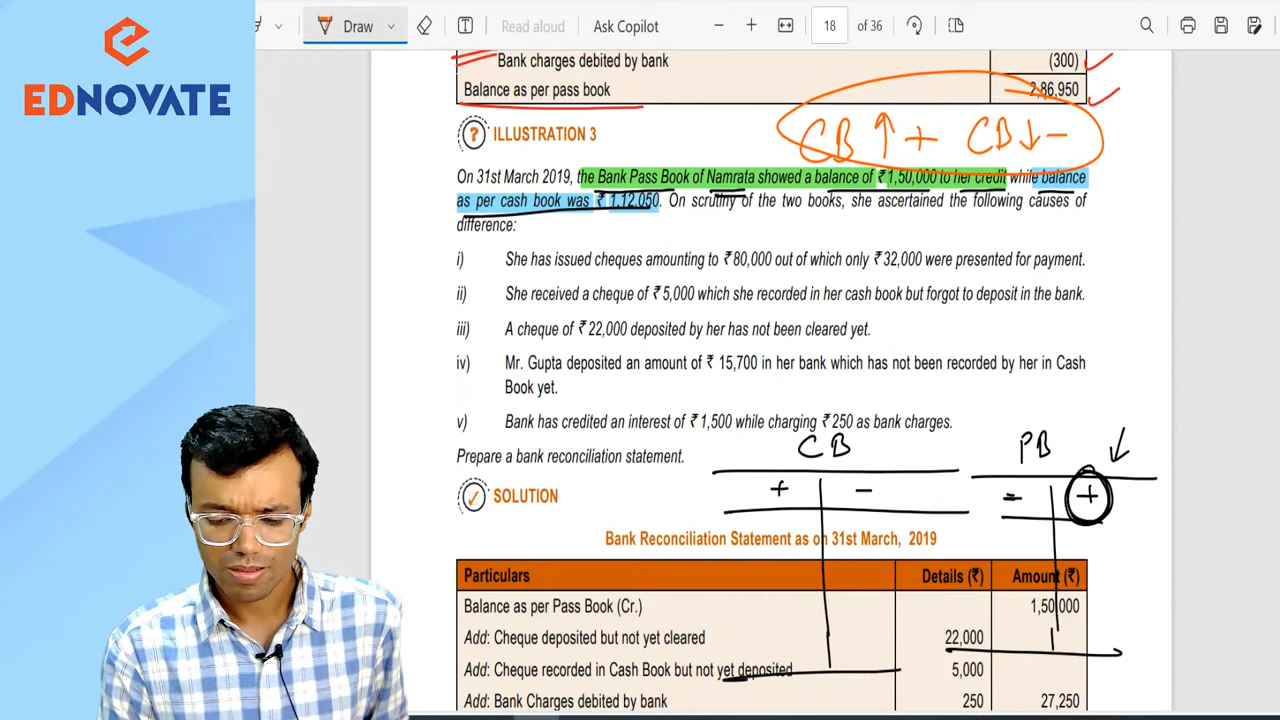 Draw
Read aloud
Ask Copilot
18 of 36
EDNOVATE
Bank charges debited by bank (300)
Balance as per pass book 2,86,950
CB ↑ + CB ↓ −
? ILLUSTRATION 3
On 31st March 2019, the Bank Pass Book of Namrata showed a balance of ₹ 1,50,000 to her credit while balance
as per cash book was ₹ 1,12,050. On scrutiny of the two books, she ascertained the following causes of
difference:
i) She has issued cheques amounting to ₹ 80,000 out of which only ₹ 32,000 were presented for payment.
ii) She received a cheque of ₹ 5,000 which she recorded in her cash book but forgot to deposit in the bank.
iii) A cheque of ₹ 22,000 deposited by her has not been cleared yet.
iv) Mr. Gupta deposited an amount of ₹ 15,700 in her bank which has not been recorded by her in Cash
Book yet.
v) Bank has credited an interest of ₹ 1,500 while charging ₹ 250 as bank charges.
CB PB ↓
Prepare a bank reconciliation statement.
+ − - +
SOLUTION
Bank Reconciliation Statement as on 31st March, 2019
Particulars Details (₹) Amount (₹)
Balance as per Pass Book (Cr.) 1,50,000
Add: Cheque deposited but not yet cleared 22,000
Add: Cheque recorded in Cash Book but not yet deposited 5,000
Add: Bank Charges debited by bank 250 27,250